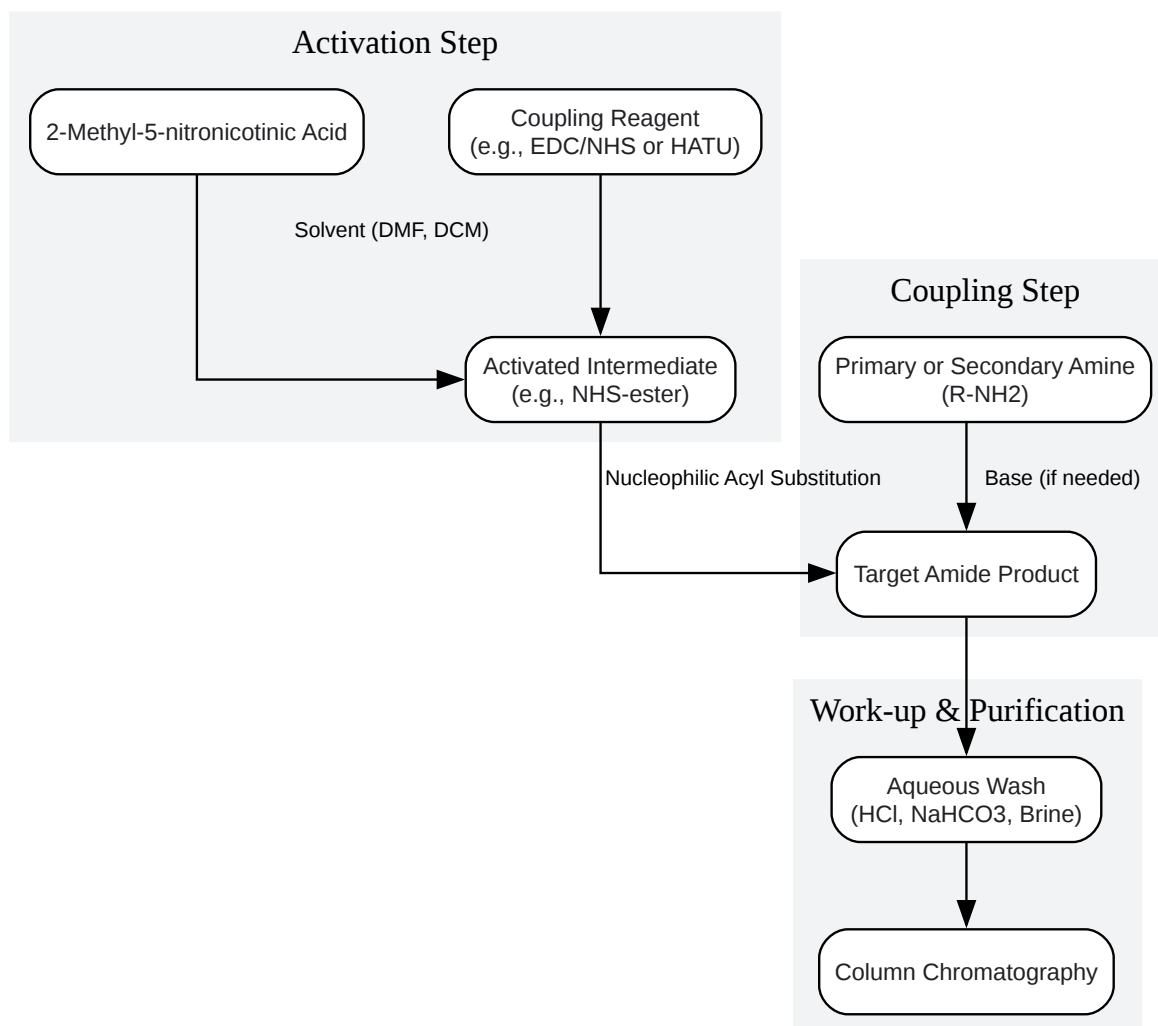 Activation Step
2-Methyl-5-nitronicotinic Acid
Coupling Reagent
(e.g., EDC/NHS or HATU)
Solvent (DMF, DCM)
Activated Intermediate
(e.g., NHS-ester)
Coupling Step
Primary or Secondary Amine
(R-NH2)
Nucleophilic Acyl Substitution
Base (if needed)
Target Amide Product
Work-up & Purification
Aqueous Wash
(HCl, NaHCO3, Brine)
Column Chromatography